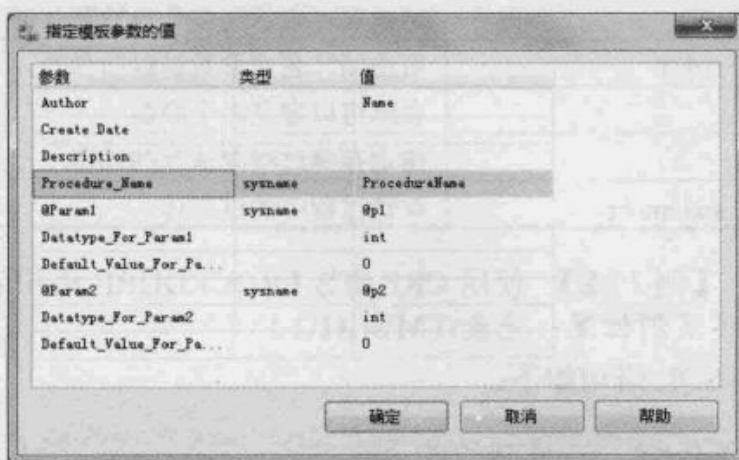 指定模板参数的值
参数 类型 值
Author Name
Create Date
Description
Procedure_Name sysname ProcedureName
@Param1 sysname @p1
Datatype_For_Param1 int
Default_Value_For_Pa... 0
@Param2 sysname @p2
Datatype_For_Param2 int
Default_Value_For_Pa... 0
确定 取消 帮助